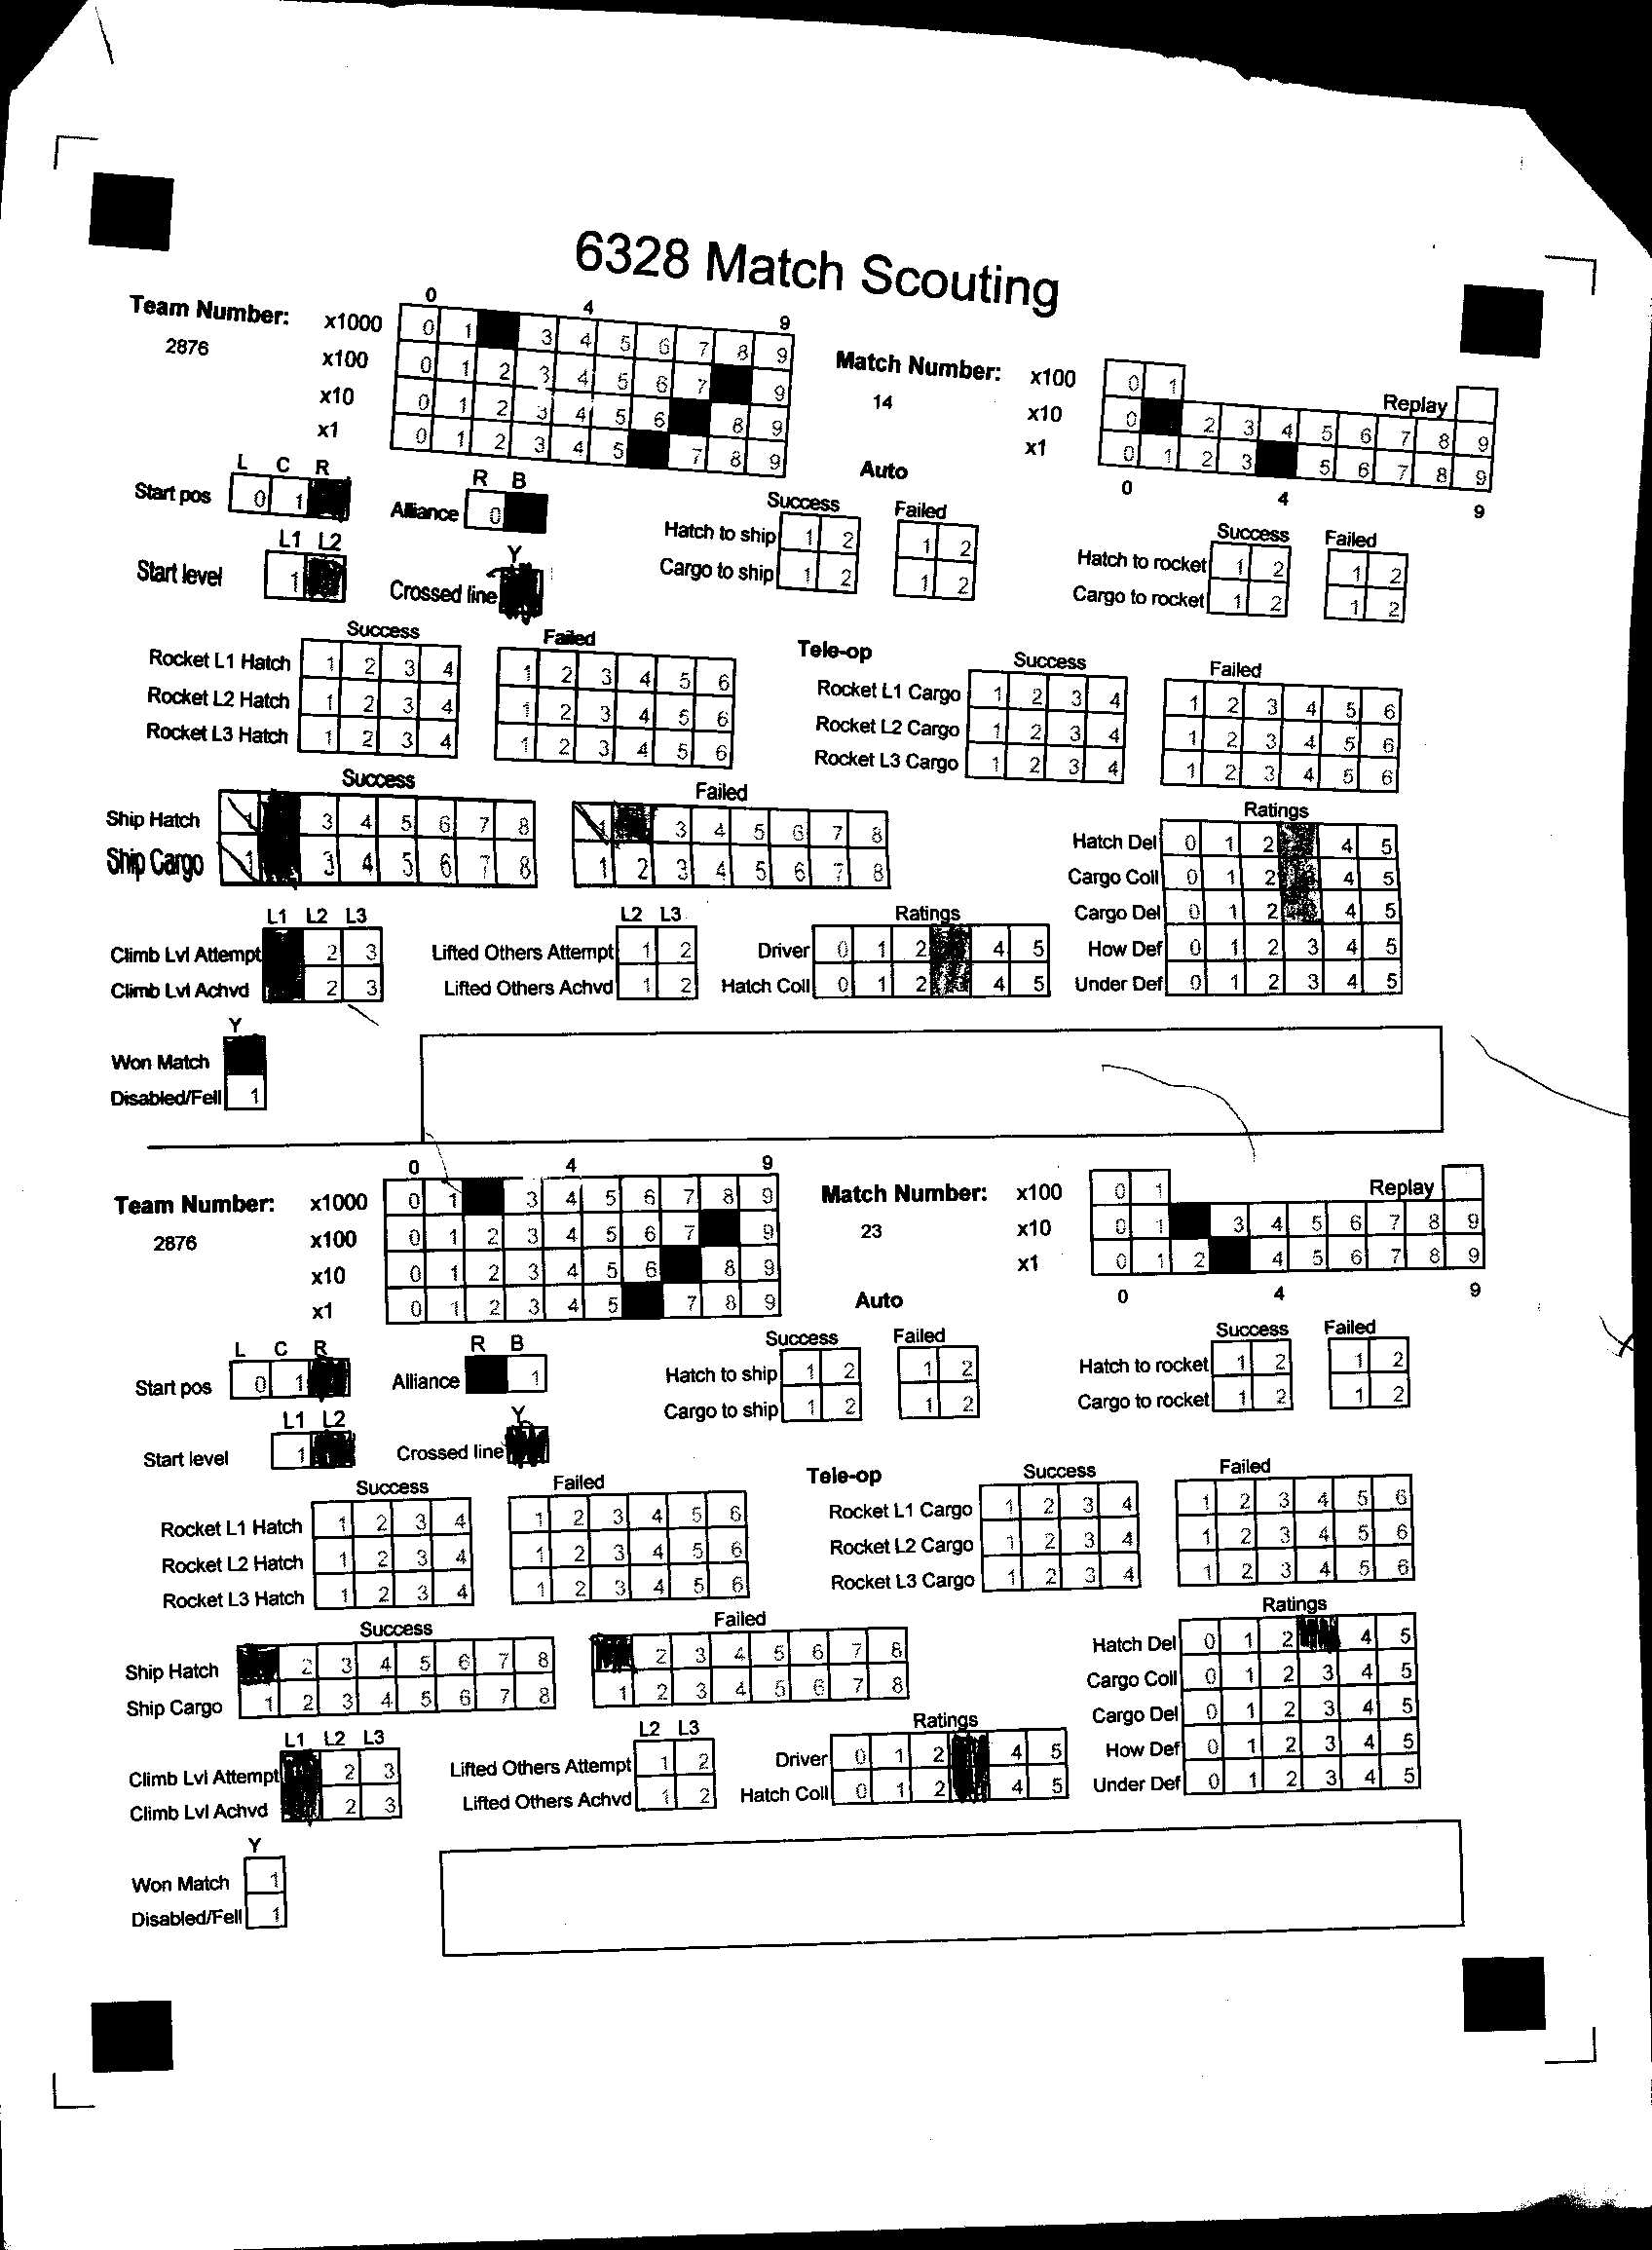 6328 Match Scouting
0 4 9
Team Number: x1000 0 1 3 4 5 6 7 8 9
2876 x100 0 1 2 3 4 5 6 7 9
x10 0 1 2 3 4 5 6 8 9
x1 0 1 2 3 4 5 7 8 9
Match Number: x100 0 1 Replay
14 x10 0 2 3 4 5 6 7 8 9
x1 0 1 2 3 5 6 7 8 9
0 4 9
L C R
Start pos 0 1
R B
Alliance 0
L1 L2
Start level 1
Y
Crossed line
Auto
Success Failed
Hatch to ship 1 2 1 2
Cargo to ship 1 2 1 2
Success Failed
Hatch to rocket 1 2 1 2
Cargo to rocket 1 2 1 2
Success Failed
Rocket L1 Hatch 1 2 3 4 1 2 3 4 5 6
Rocket L2 Hatch 1 2 3 4 1 2 3 4 5 6
Rocket L3 Hatch 1 2 3 4 1 2 3 4 5 6
Tele-op
Success Failed
Rocket L1 Cargo 1 2 3 4 1 2 3 4 5 6
Rocket L2 Cargo 1 2 3 4 1 2 3 4 5 6
Rocket L3 Cargo 1 2 3 4 1 2 3 4 5 6
Success Failed
Ship Hatch 1 3 4 5 6 7 8 1 3 4 5 6 7 8
Ship Cargo 1 3 4 5 6 7 8 1 2 3 4 5 6 7 8
Ratings
Hatch Del 0 1 2 4 5
Cargo Coll 0 1 2 4 5
Cargo Del 0 1 2 4 5
How Def 0 1 2 3 4 5
Under Def 0 1 2 3 4 5
L1 L2 L3
Climb Lvl Attempt 2 3
Climb Lvl Achvd 2 3
L2 L3
Lifted Others Attempt 1 2
Lifted Others Achvd 1 2
Ratings
Driver 0 1 2 4 5
Hatch Coll 0 1 2 4 5
Y
Won Match
Disabled/Fell 1
0 4 9
Team Number: x1000 0 1 3 4 5 6 7 8 9
2876 x100 0 1 2 3 4 5 6 7 9
x10 0 1 2 3 4 5 6 8 9
x1 0 1 2 3 4 5 7 8 9
Match Number: x100 0 1 Replay
23 x10 0 1 3 4 5 6 7 8 9
x1 0 1 2 4 5 6 7 8 9
0 4 9
L C R
Start pos 0 1
R B
Alliance 1
L1 L2
Start level 1
Y
Crossed line
Auto
Success Failed
Hatch to ship 1 2 1 2
Cargo to ship 1 2 1 2
Success Failed
Hatch to rocket 1 2 1 2
Cargo to rocket 1 2 1 2
Success Failed
Rocket L1 Hatch 1 2 3 4 1 2 3 4 5 6
Rocket L2 Hatch 1 2 3 4 1 2 3 4 5 6
Rocket L3 Hatch 1 2 3 4 1 2 3 4 5 6
Tele-op
Success Failed
Rocket L1 Cargo 1 2 3 4 1 2 3 4 5 6
Rocket L2 Cargo 1 2 3 4 1 2 3 4 5 6
Rocket L3 Cargo 1 2 3 4 1 2 3 4 5 6
Success Failed
Ship Hatch 2 3 4 5 6 7 8 2 3 4 5 6 7 8
Ship Cargo 1 2 3 4 5 6 7 8 1 2 3 4 5 6 7 8
Ratings
Hatch Del 0 1 2 4 5
Cargo Coll 0 1 2 3 4 5
Cargo Del 0 1 2 3 4 5
How Def 0 1 2 3 4 5
Under Def 0 1 2 3 4 5
L1 L2 L3
Climb Lvl Attempt 2 3
Climb Lvl Achvd 2 3
L2 L3
Lifted Others Attempt 1 2
Lifted Others Achvd 1 2
Ratings
Driver 0 1 2 4 5
Hatch Coll 0 1 2 4 5
Y
Won Match 1
Disabled/Fell 1